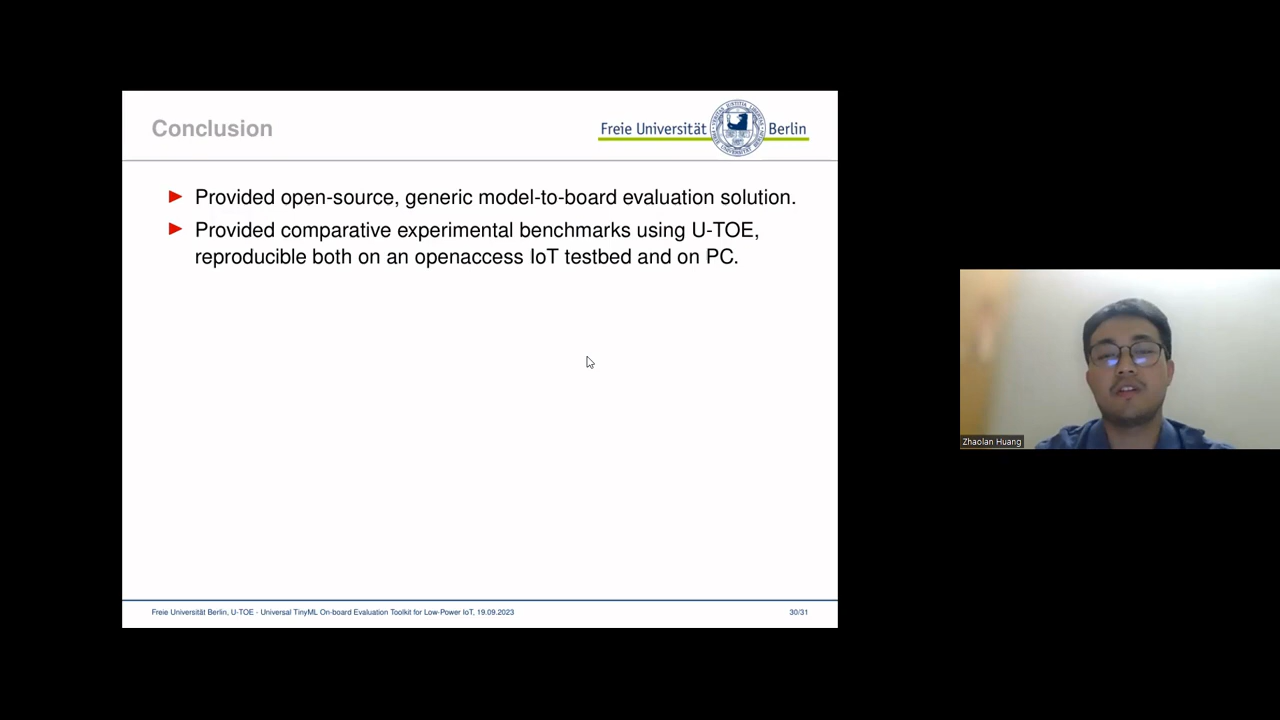 Conclusion
Freie Universität Berlin
Provided open-source, generic model-to-board evaluation solution.
Provided comparative experimental benchmarks using U-TOE,
reproducible both on an openaccess IoT testbed and on PC.
Zhaolan Huang
Freie Universität Berlin, U-TOE - Universal TinyML On-board Evaluation Toolkit for Low-Power IoT, 19.09.2023
30/31